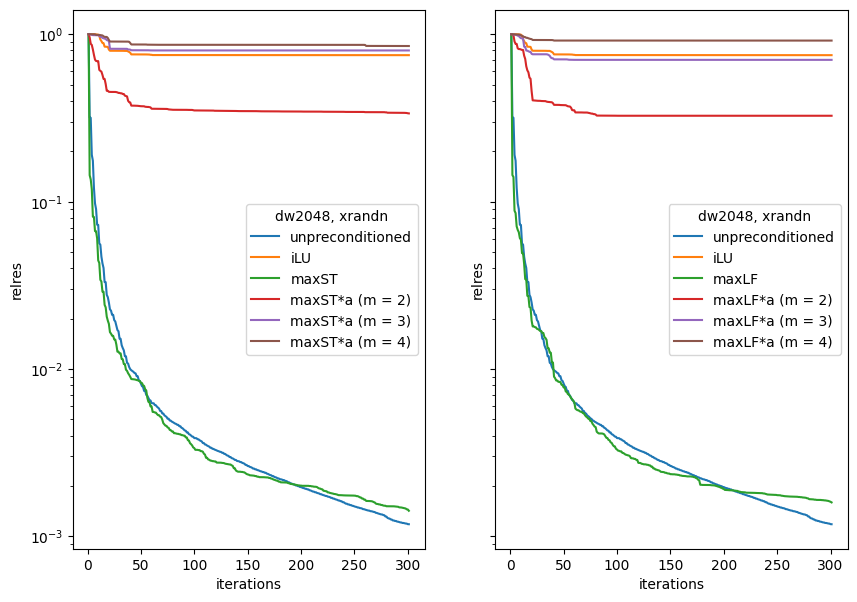 10⁰
10⁻¹
10⁻²
10⁻³
relres
0 50 100 150 200 250 300
iterations
dw2048, xrandn
unpreconditioned
iLU
maxST
maxST*a (m = 2)
maxST*a (m = 3)
maxST*a (m = 4)
relres
0 50 100 150 200 250 300
iterations
dw2048, xrandn
unpreconditioned
iLU
maxLF
maxLF*a (m = 2)
maxLF*a (m = 3)
maxLF*a (m = 4)